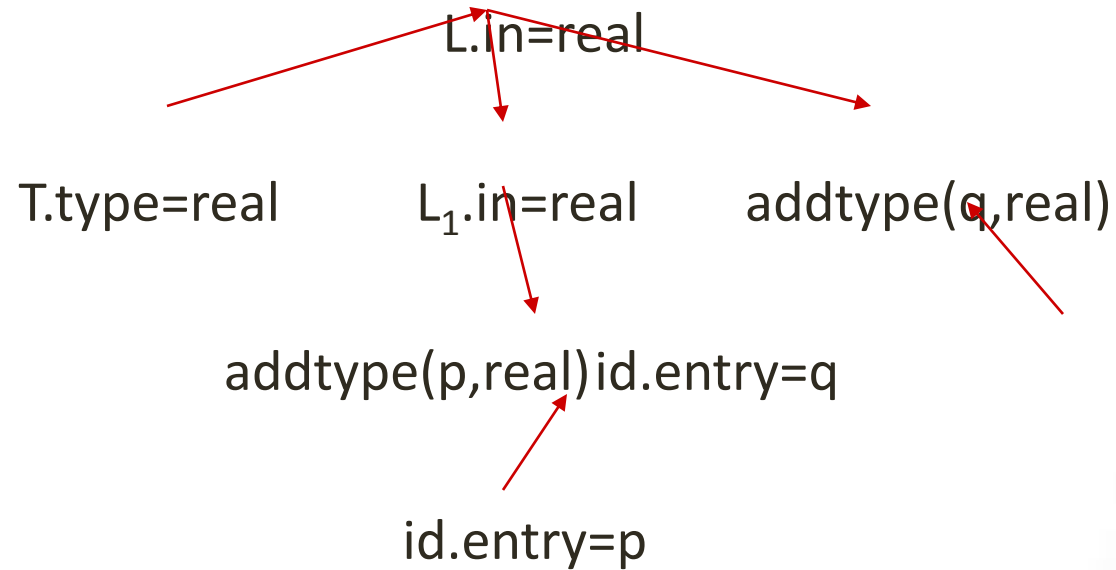 L.in=real
T.type=real L₁.in=real addtype(q,real)
addtype(p,real) id.entry=q
id.entry=p